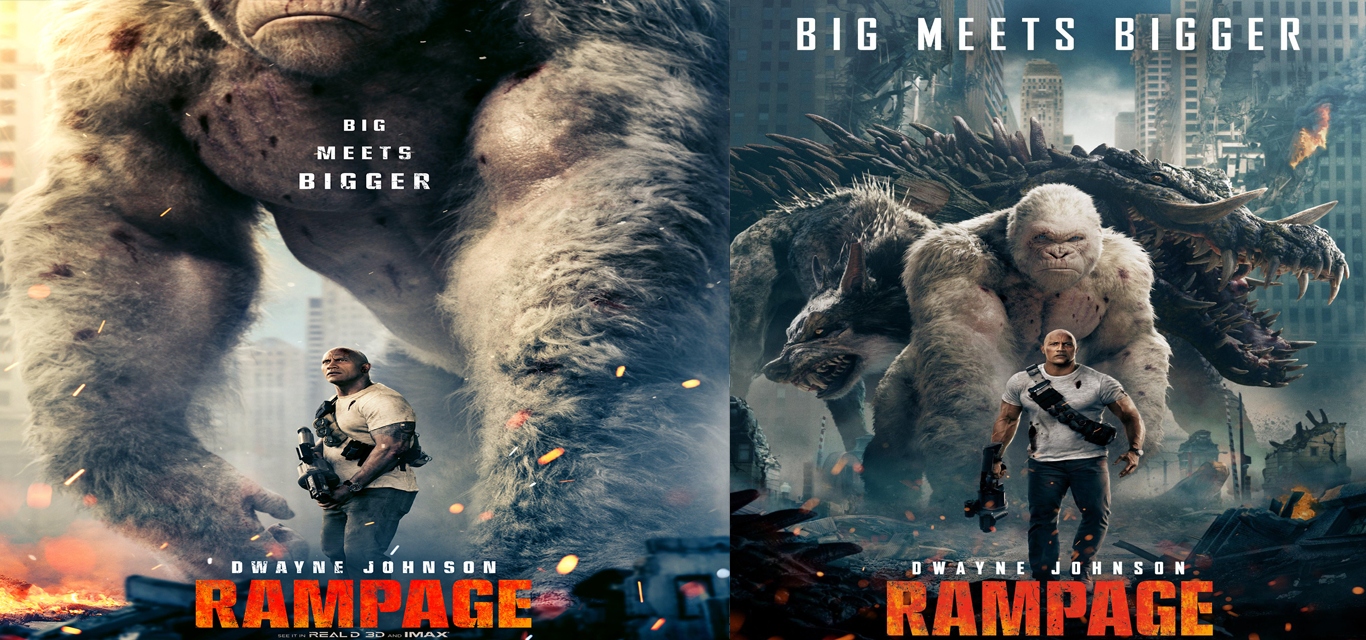 BIG
MEETS
BIGGER
DWAYNE JOHNSON
RAMPAGE
SEE IT IN REAL D 3D AND IMAX
BIG MEETS BIGGER
DWAYNE JOHNSON
RAMPAGE